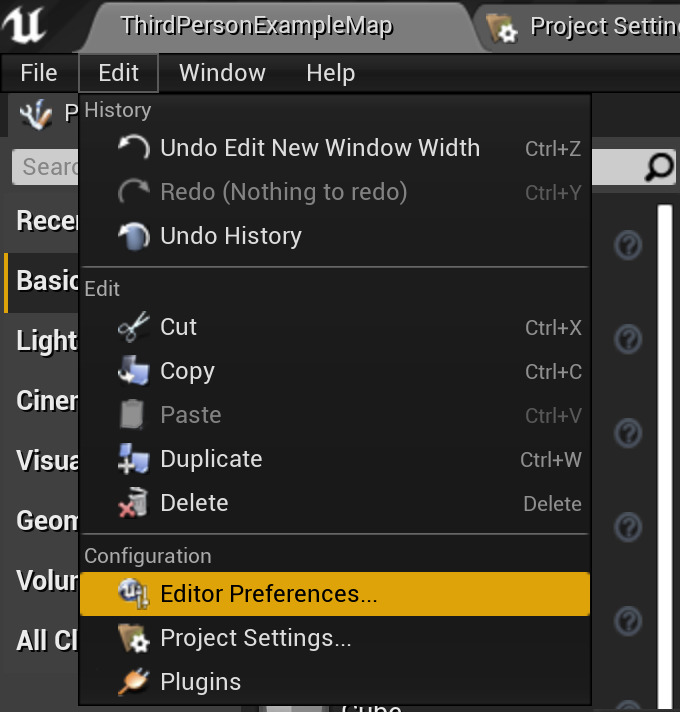 ThirdPersonExampleMap
Project Settin
File Edit Window Help
History
Undo Edit New Window Width Ctrl+Z
Redo (Nothing to redo) Ctrl+Y
Undo History
Edit
Cut Ctrl+X
Copy Ctrl+C
Paste Ctrl+V
Duplicate Ctrl+W
Delete Delete
Configuration
Editor Preferences...
Project Settings...
Plugins
P
Searc
Recen
Basic
Light
Ciner
Visua
Geom
Volun
All Cl
Cube